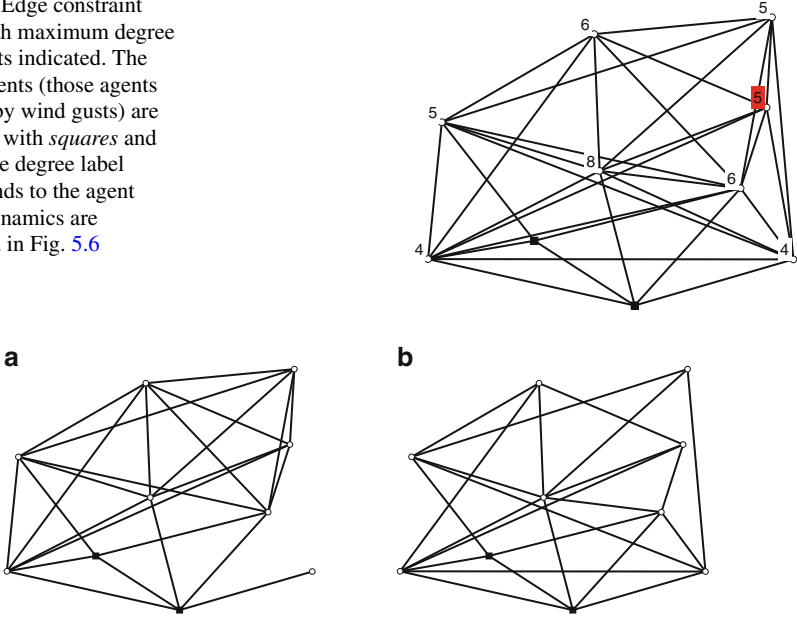 Edge constraint
th maximum degree
ts indicated. The
ents (those agents
by wind gusts) are
with squares and
e degree label
nds to the agent
namics are
in Fig. 5.6
5
6
5
5
8
6
4
4
a
b